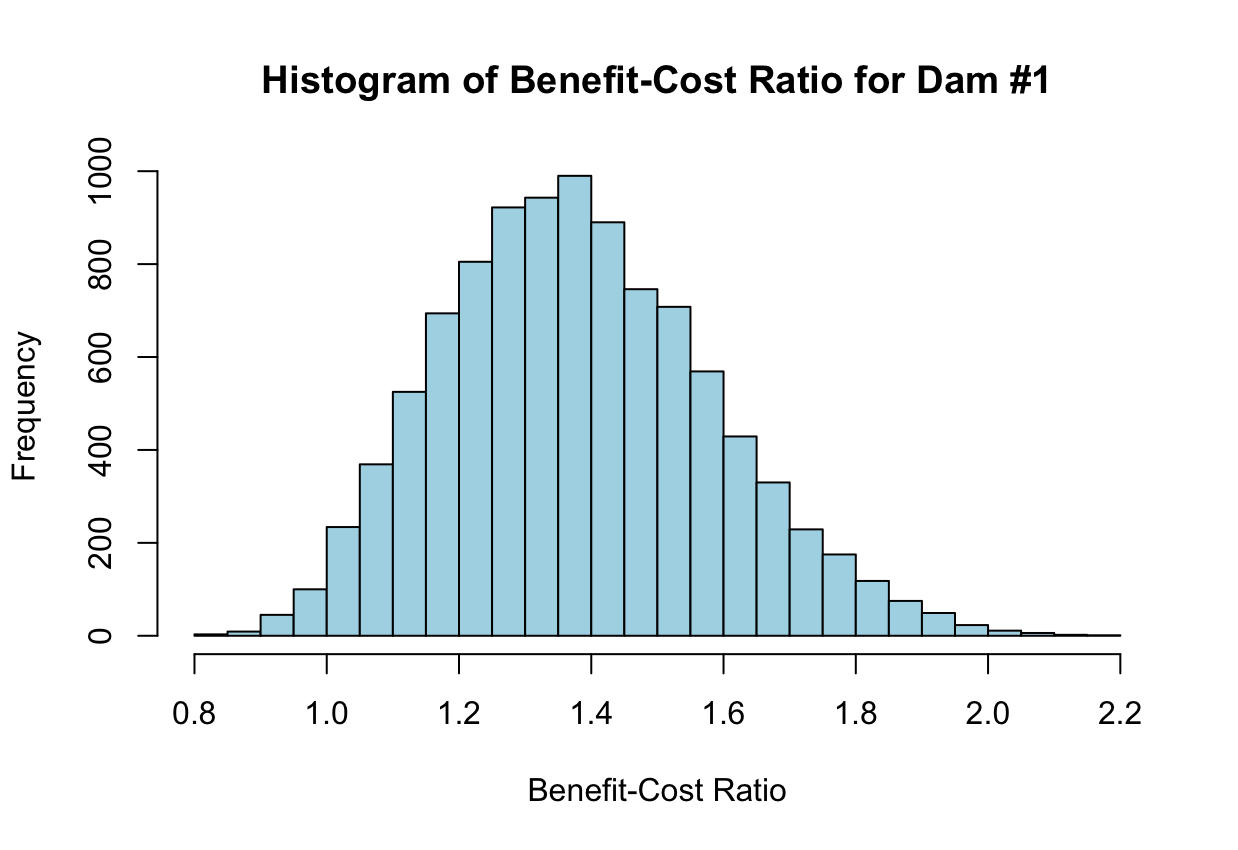 Histogram of Benefit-Cost Ratio for Dam #1
Frequency
1000
800
600
400
200
0
0.8 1.0 1.2 1.4 1.6 1.8 2.0 2.2
Benefit-Cost Ratio